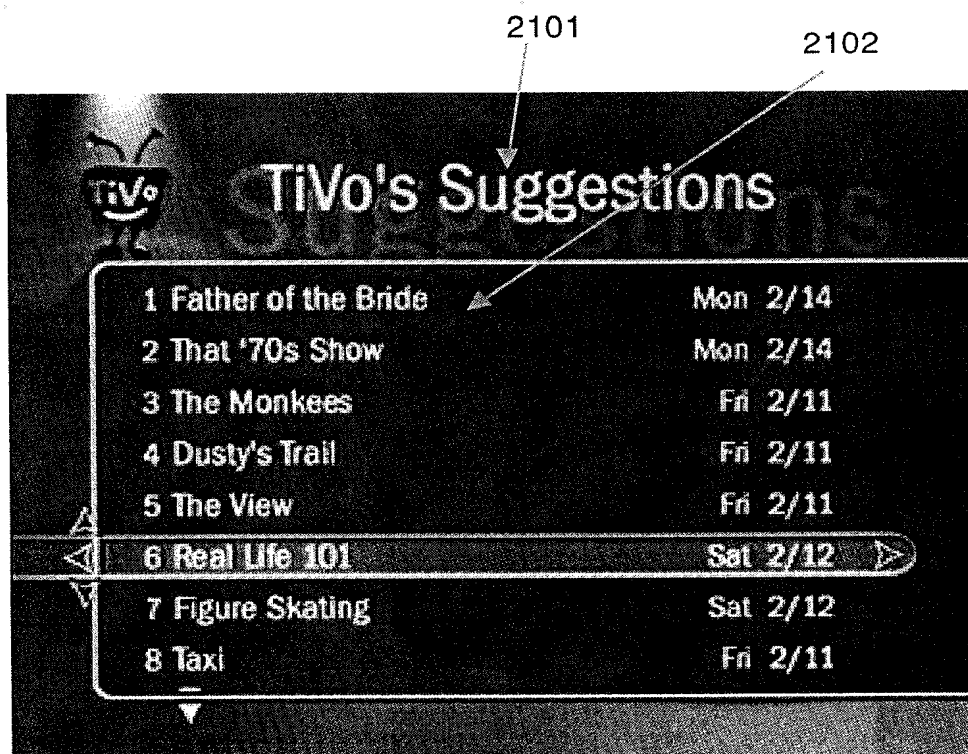 2101
2102
TiVo
TiVo's Suggestions
Suggestions
1 Father of the Bride Mon 2/14
2 That '70s Show Mon 2/14
3 The Monkees Fri 2/11
4 Dusty's Trail Fri 2/11
5 The View Fri 2/11
6 Real Life 101 Sat 2/12
7 Figure Skating Sat 2/12
8 Taxi Fri 2/11